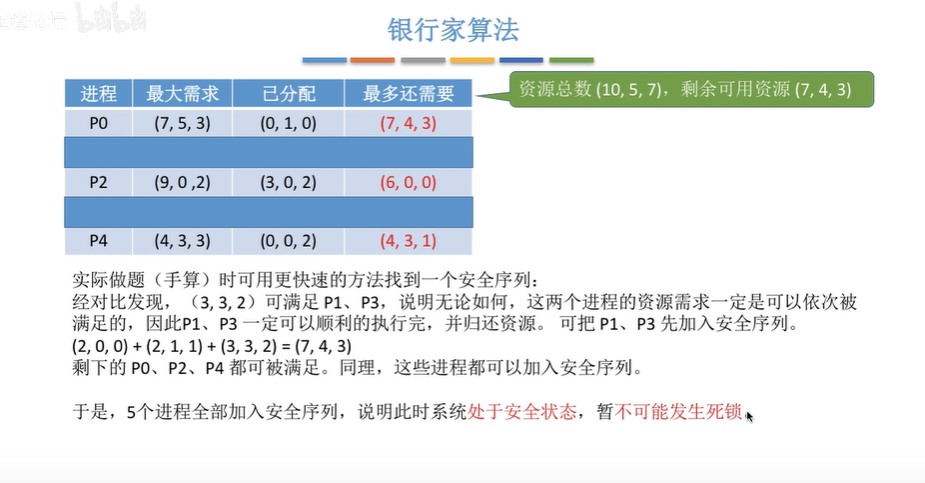 bilibili
银行家算法
资源总数 (10, 5, 7)，剩余可用资源 (7, 4, 3)
进程 最大需求 已分配 最多还需要
P0 (7, 5, 3) (0, 1, 0) (7, 4, 3)
P2 (9, 0 ,2) (3, 0, 2) (6, 0, 0)
P4 (4, 3, 3) (0, 0, 2) (4, 3, 1)
实际做题（手算）时可用更快速的方法找到一个安全序列：
经对比发现，（3, 3, 2）可满足 P1、P3，说明无论如何，这两个进程的资源需求一定是可以依次被
满足的，因此P1、P3 一定可以顺利的执行完，并归还资源。 可把 P1、P3 先加入安全序列。
(2, 0, 0) + (2, 1, 1) + (3, 3, 2) = (7, 4, 3)
剩下的 P0、P2、P4 都可被满足。同理，这些进程都可以加入安全序列。
于是，5个进程全部加入安全序列，说明此时系统处于安全状态，暂不可能发生死锁。